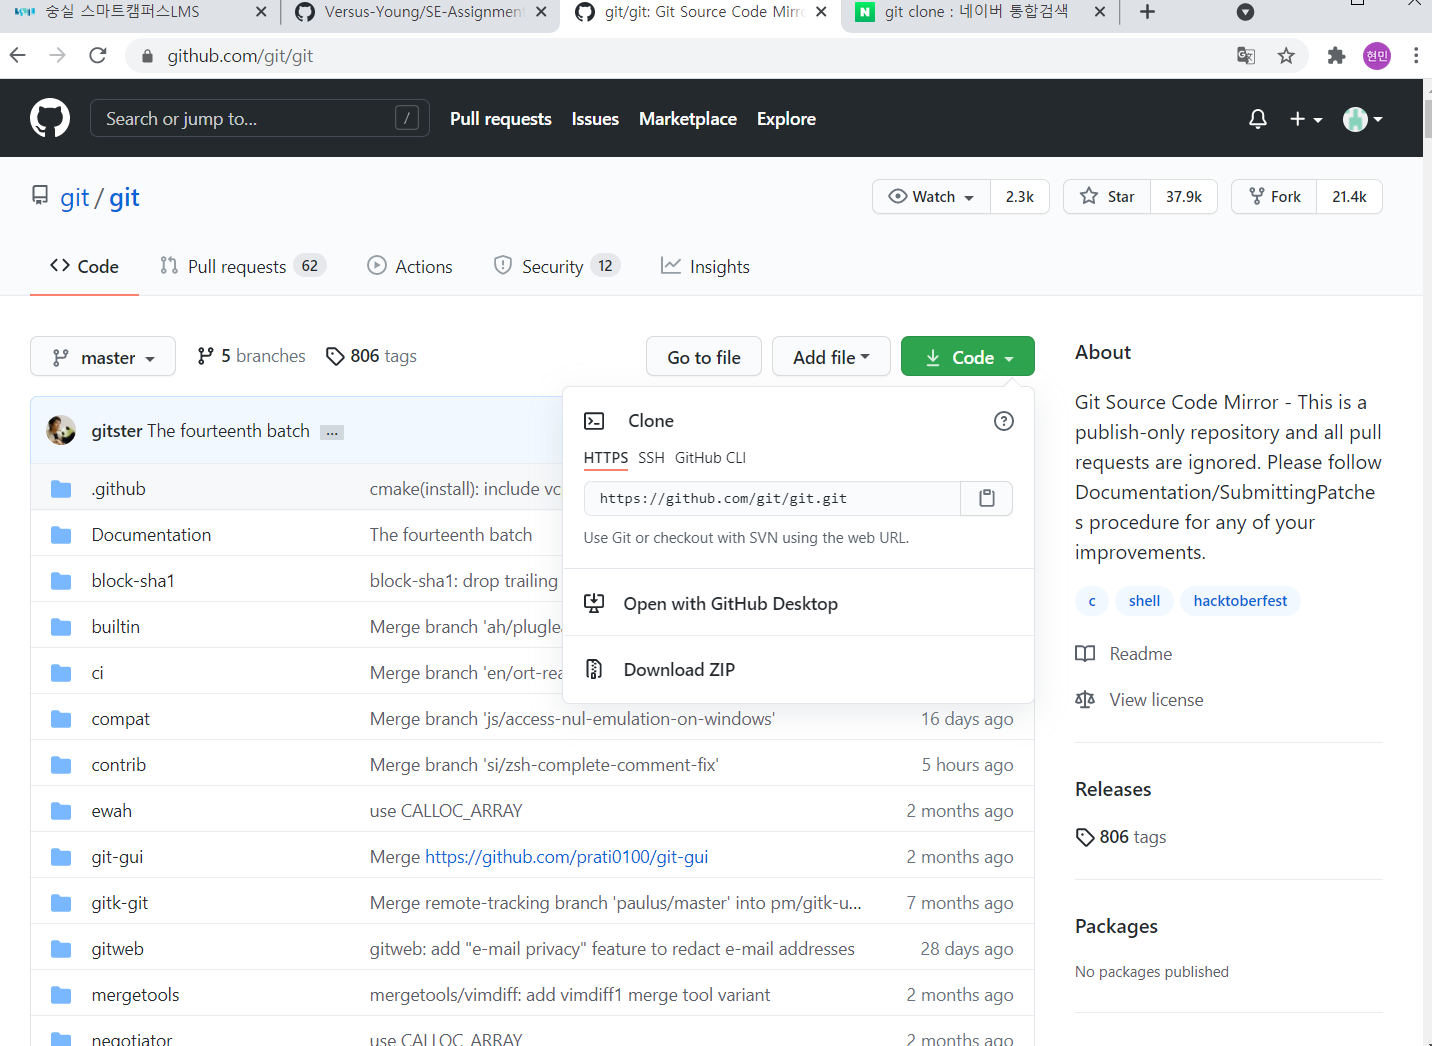 숭실 스마트캠퍼스LMS
Versus-Young/SE-Assignment
git/git: Git Source Code Mirr
git clone : 네이버 통합검색
github.com/git/git
현민
Search or jump to... /
Pull requests Issues Marketplace Explore
git / git
Watch 2.3k Star 37.9k Fork 21.4k
Code Pull requests 62 Actions Security 12 Insights
master 5 branches 806 tags Go to file Add file Code
gitster The fourteenth batch ...
Clone
HTTPS SSH GitHub CLI
https://github.com/git/git.git
Use Git or checkout with SVN using the web URL.
Open with GitHub Desktop
Download ZIP
.github cmake(install): include vc
Documentation The fourteenth batch
block-sha1 block-sha1: drop trailing
builtin Merge branch 'ah/plugle
ci Merge branch 'en/ort-rea
compat Merge branch 'js/access-nul-emulation-on-windows' 16 days ago
contrib Merge branch 'si/zsh-complete-comment-fix' 5 hours ago
ewah use CALLOC_ARRAY 2 months ago
git-gui Merge https://github.com/prati0100/git-gui 2 months ago
gitk-git Merge remote-tracking branch 'paulus/master' into pm/gitk-u... 7 months ago
gitweb gitweb: add "e-mail privacy" feature to redact e-mail addresses 28 days ago
mergetools mergetools/vimdiff: add vimdiff1 merge tool variant 2 months ago
negotiator use CALLOC_ARRAY 2 months ago
About
Git Source Code Mirror - This is a
publish-only repository and all pull
requests are ignored. Please follow
Documentation/SubmittingPatche
s procedure for any of your
improvements.
c shell hacktoberfest
Readme
View license
Releases
806 tags
Packages
No packages published